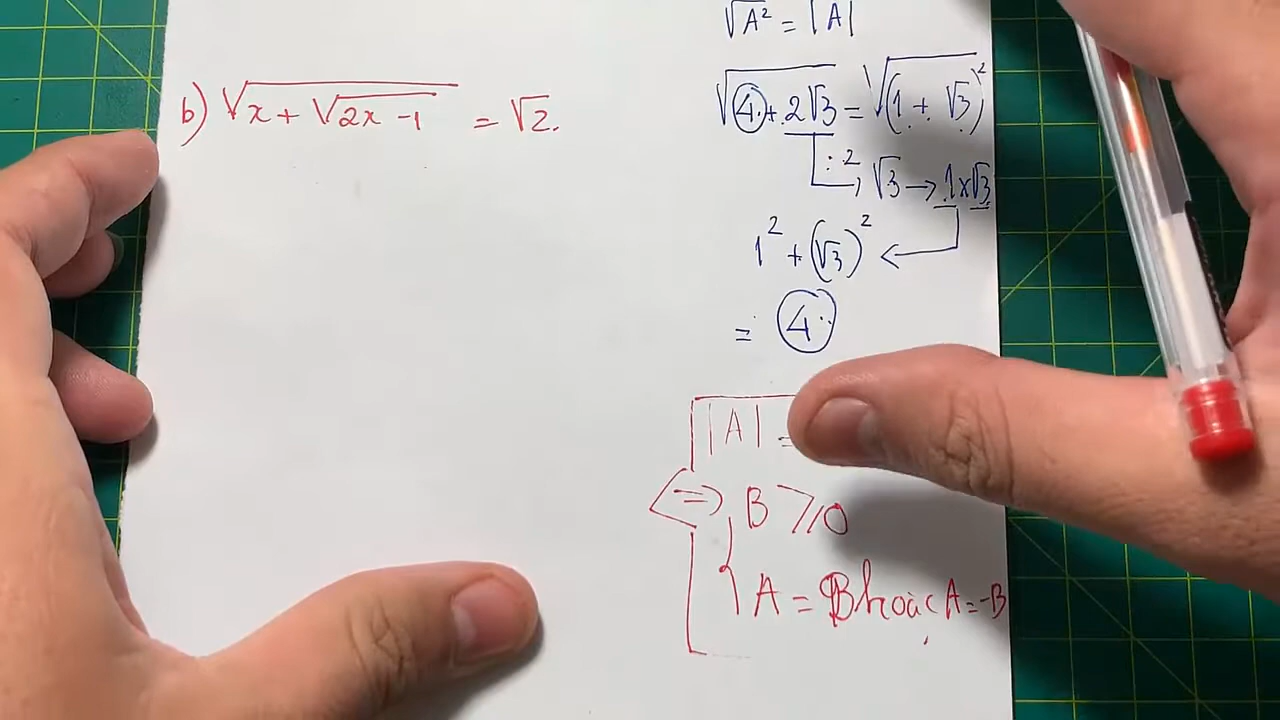 b) √(x + √(2x - 1)) = √2.
√A² = |A|
√(4 + 2√3) = √(1 + √3)²
:2 √3 → 1 x √3
1² + (√3)² ←
= 4
|A| =
<=> B ⩾ 0
A = B hoặc A = -B